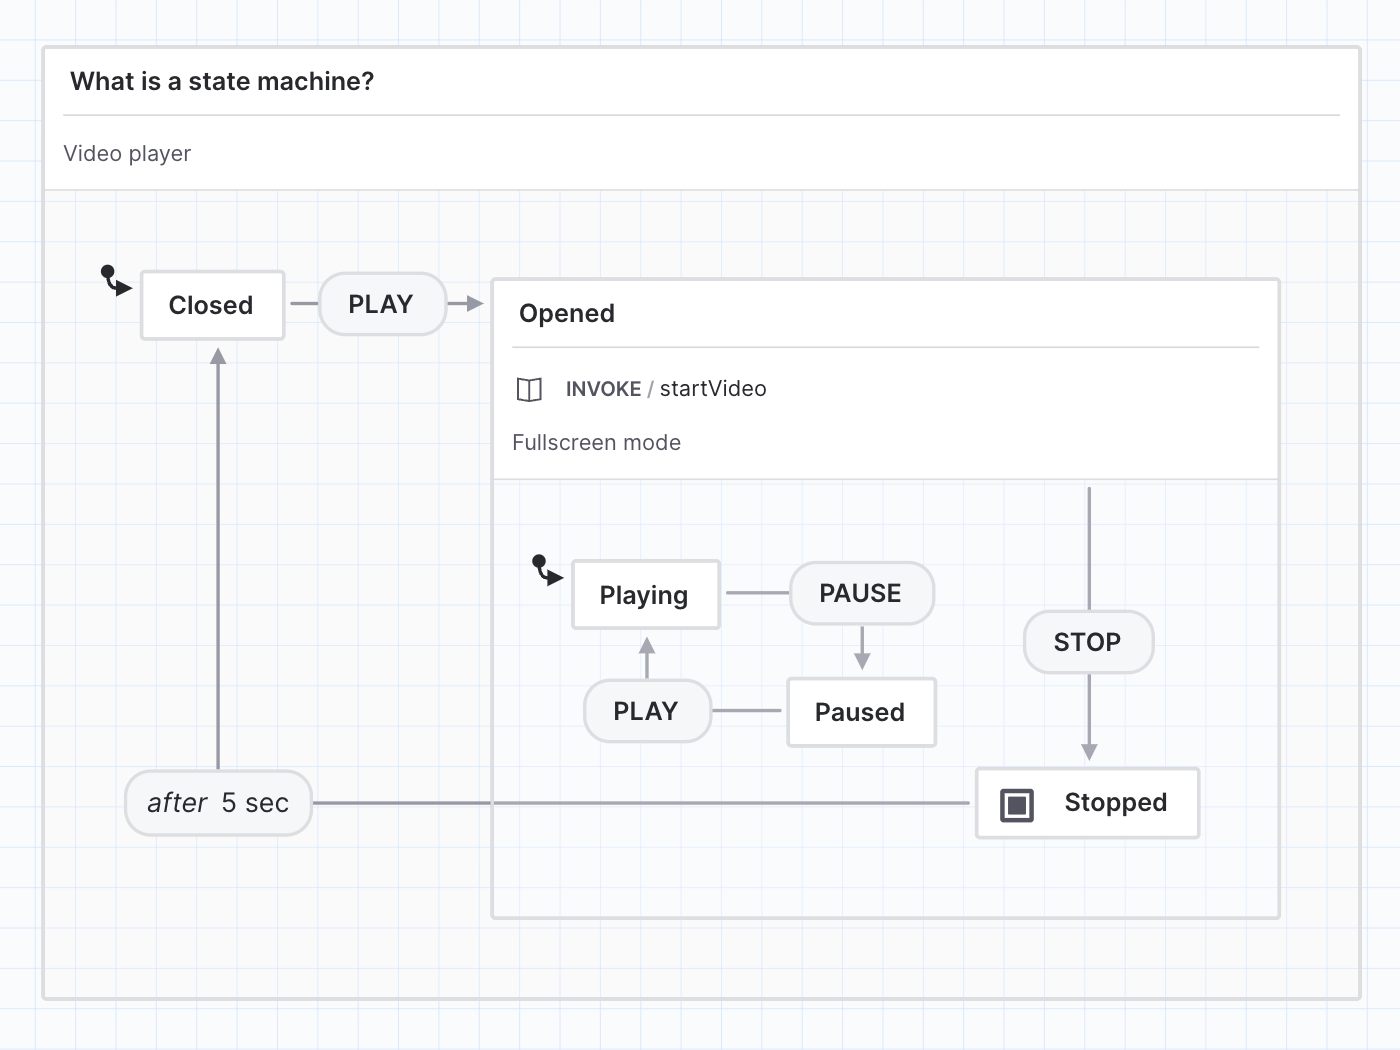 What is a state machine?
Video player
Closed
PLAY
Opened
INVOKE / startVideo
Fullscreen mode
Playing
PAUSE
STOP
PLAY
Paused
after 5 sec
Stopped